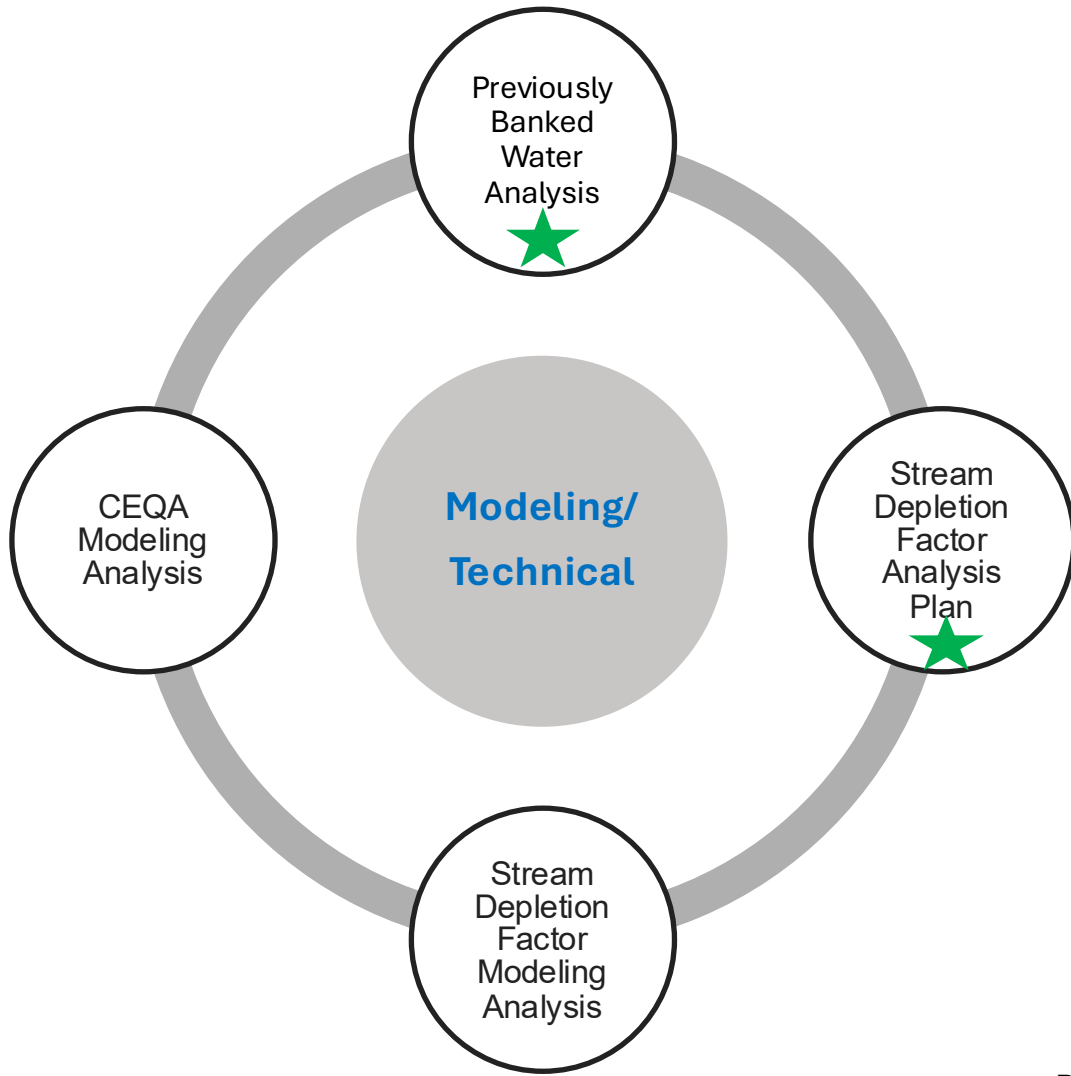 Previously
Banked
Water
Analysis
CEQA
Modeling
Analysis
Modeling/
Technical
Stream
Depletion
Factor
Analysis
Plan
Stream
Depletion
Factor
Modeling
Analysis